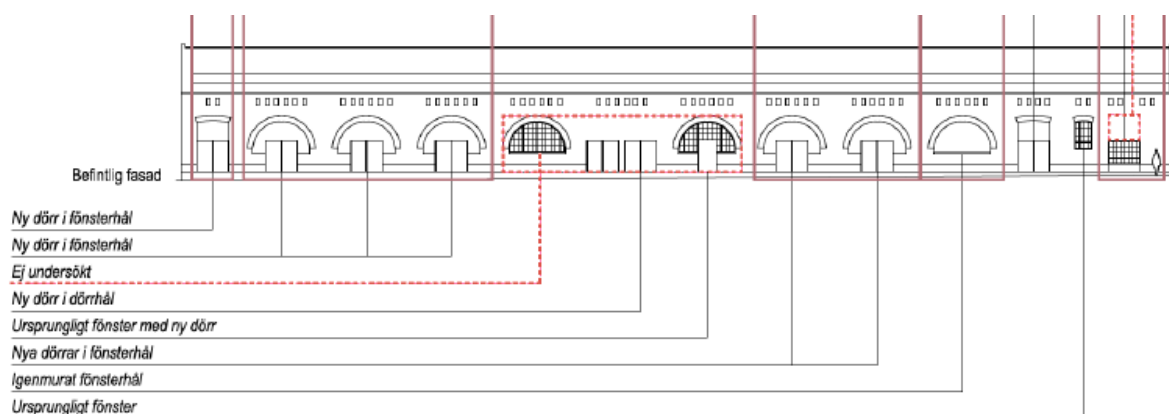 Befintlig fasad
Ny dörr i fönsterhål
Ny dörr i fönsterhål
Ej undersökt
Ny dörr i dörrhål
Ursprungligt fönster med ny dörr
Nya dörrar i fönsterhål
Igenmurat fönsterhål
Ursprungligt fönster